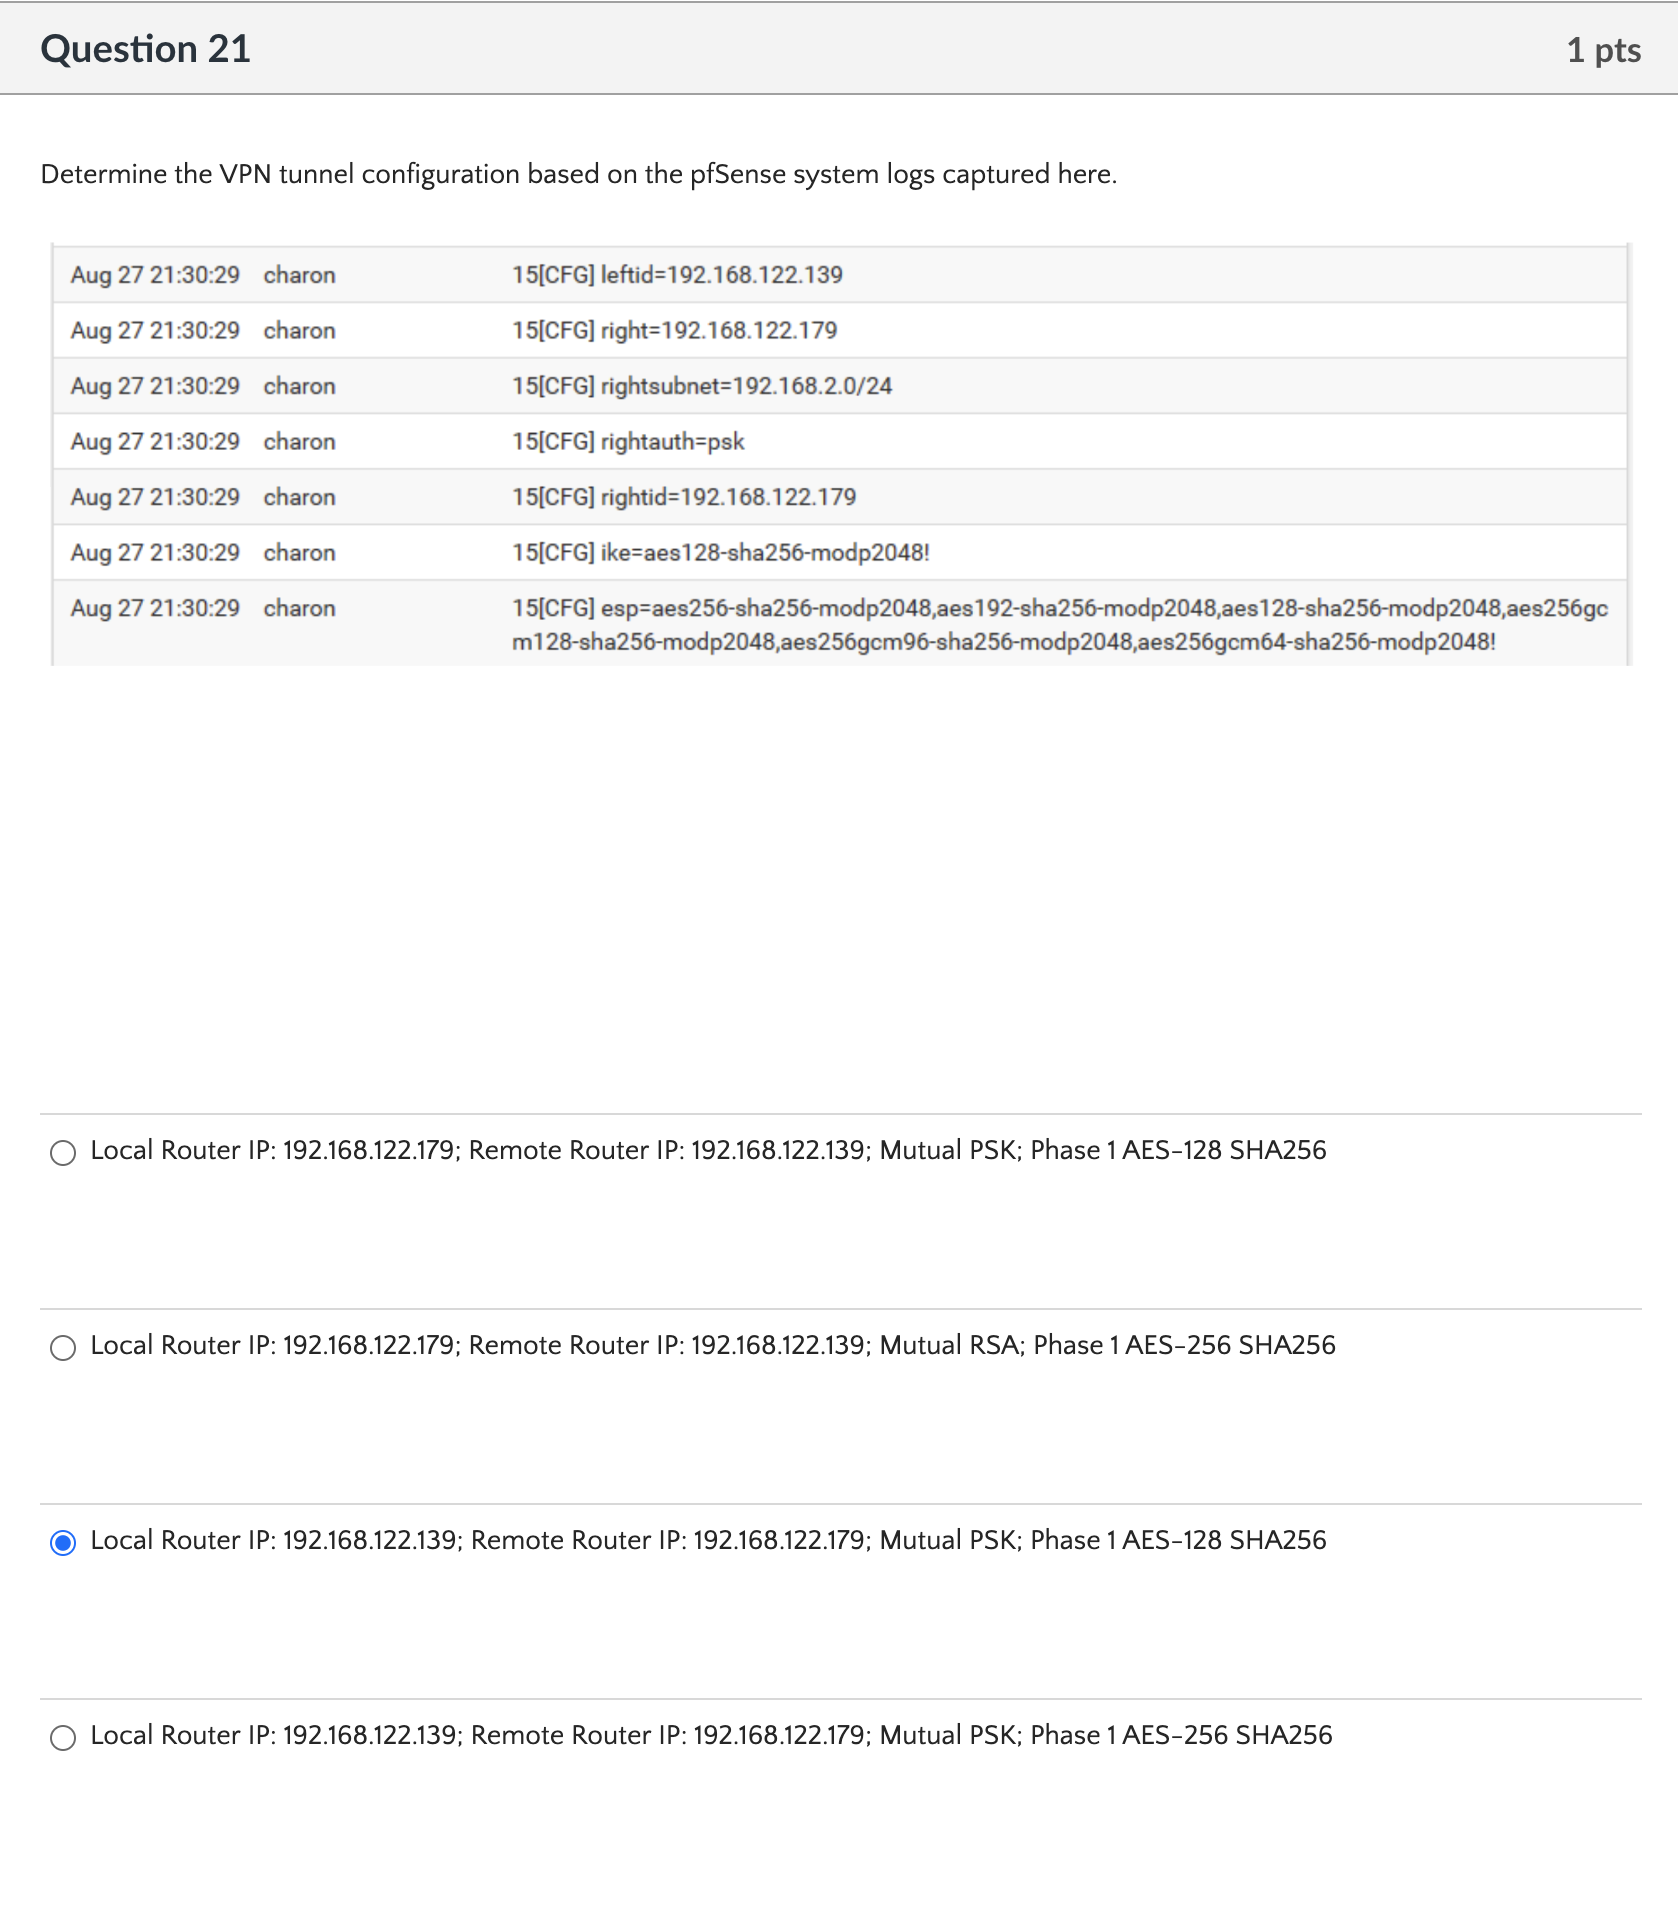 Question 21
1 pts
Determine the VPN tunnel configuration based on the pfSense system logs captured here.
Aug 27 21:30:29 charon 15[CFG] leftid=192.168.122.139
Aug 27 21:30:29 charon 15[CFG] right=192.168.122.179
Aug 27 21:30:29 charon 15[CFG] rightsubnet=192.168.2.0/24
Aug 27 21:30:29 charon 15[CFG] rightauth=psk
Aug 27 21:30:29 charon 15[CFG] rightid=192.168.122.179
Aug 27 21:30:29 charon 15[CFG] ike=aes128-sha256-modp2048!
Aug 27 21:30:29 charon 15[CFG] esp=aes256-sha256-modp2048,aes192-sha256-modp2048,aes128-sha256-modp2048,aes256gc
m128-sha256-modp2048,aes256gcm96-sha256-modp2048,aes256gcm64-sha256-modp2048!
Local Router IP: 192.168.122.179; Remote Router IP: 192.168.122.139; Mutual PSK; Phase 1 AES-128 SHA256
Local Router IP: 192.168.122.179; Remote Router IP: 192.168.122.139; Mutual RSA; Phase 1 AES-256 SHA256
Local Router IP: 192.168.122.139; Remote Router IP: 192.168.122.179; Mutual PSK; Phase 1 AES-128 SHA256
Local Router IP: 192.168.122.139; Remote Router IP: 192.168.122.179; Mutual PSK; Phase 1 AES-256 SHA256